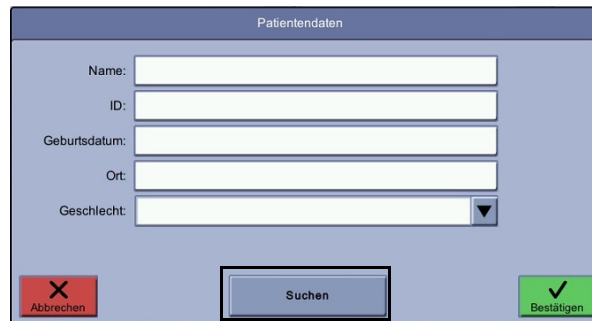 Patientendaten
Name:
ID:
Geburtsdatum:
Ort:
Geschlecht:
Abbrechen
Suchen
Bestätigen